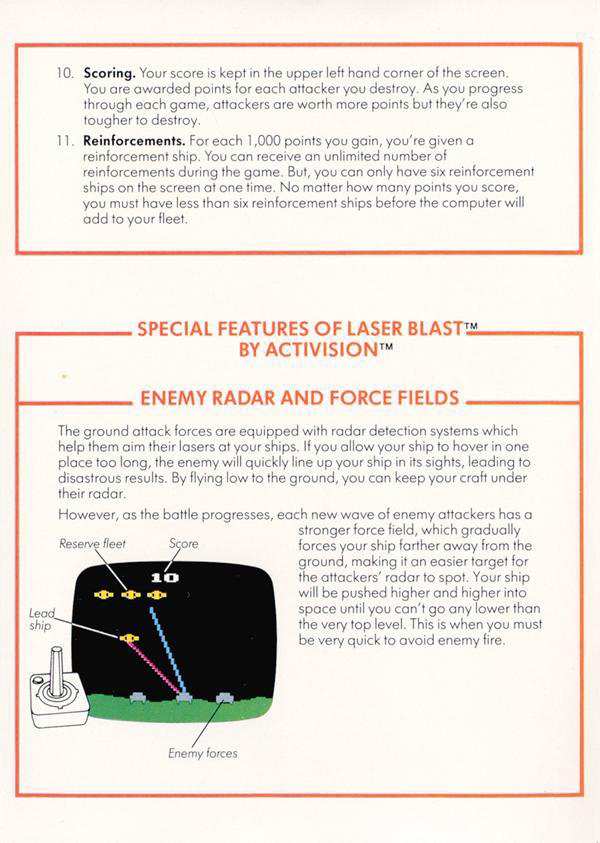 10. Scoring. Your score is kept in the upper left hand corner of the screen.
You are awarded points for each attacker you destroy. As you progress
through each game, attackers are worth more points but they're also
tougher to destroy.
11. Reinforcements. For each 1,000 points you gain, you're given a
reinforcement ship. You can receive an unlimited number of
reinforcements during the game. But, you can only have six reinforcement
ships on the screen at one time. No matter how many points you score,
you must have less than six reinforcement ships before the computer will
add to your fleet.
SPECIAL FEATURES OF LASER BLAST™
BY ACTIVISION™
ENEMY RADAR AND FORCE FIELDS
The ground attack forces are equipped with radar detection systems which
help them aim their lasers at your ships. If you allow your ship to hover in one
place too long, the enemy will quickly line up your ship in its sights, leading to
disastrous results. By flying low to the ground, you can keep your craft under
their radar.
However, as the battle progresses, each new wave of enemy attackers has a
stronger force field, which gradually
forces your ship farther away from the
ground, making it an easier target for
the attackers' radar to spot. Your ship
will be pushed higher and higher into
space until you can't go any lower than
the very top level. This is when you must
be very quick to avoid enemy fire.
Reserve fleet
Score
10
Lead
ship
Enemy forces